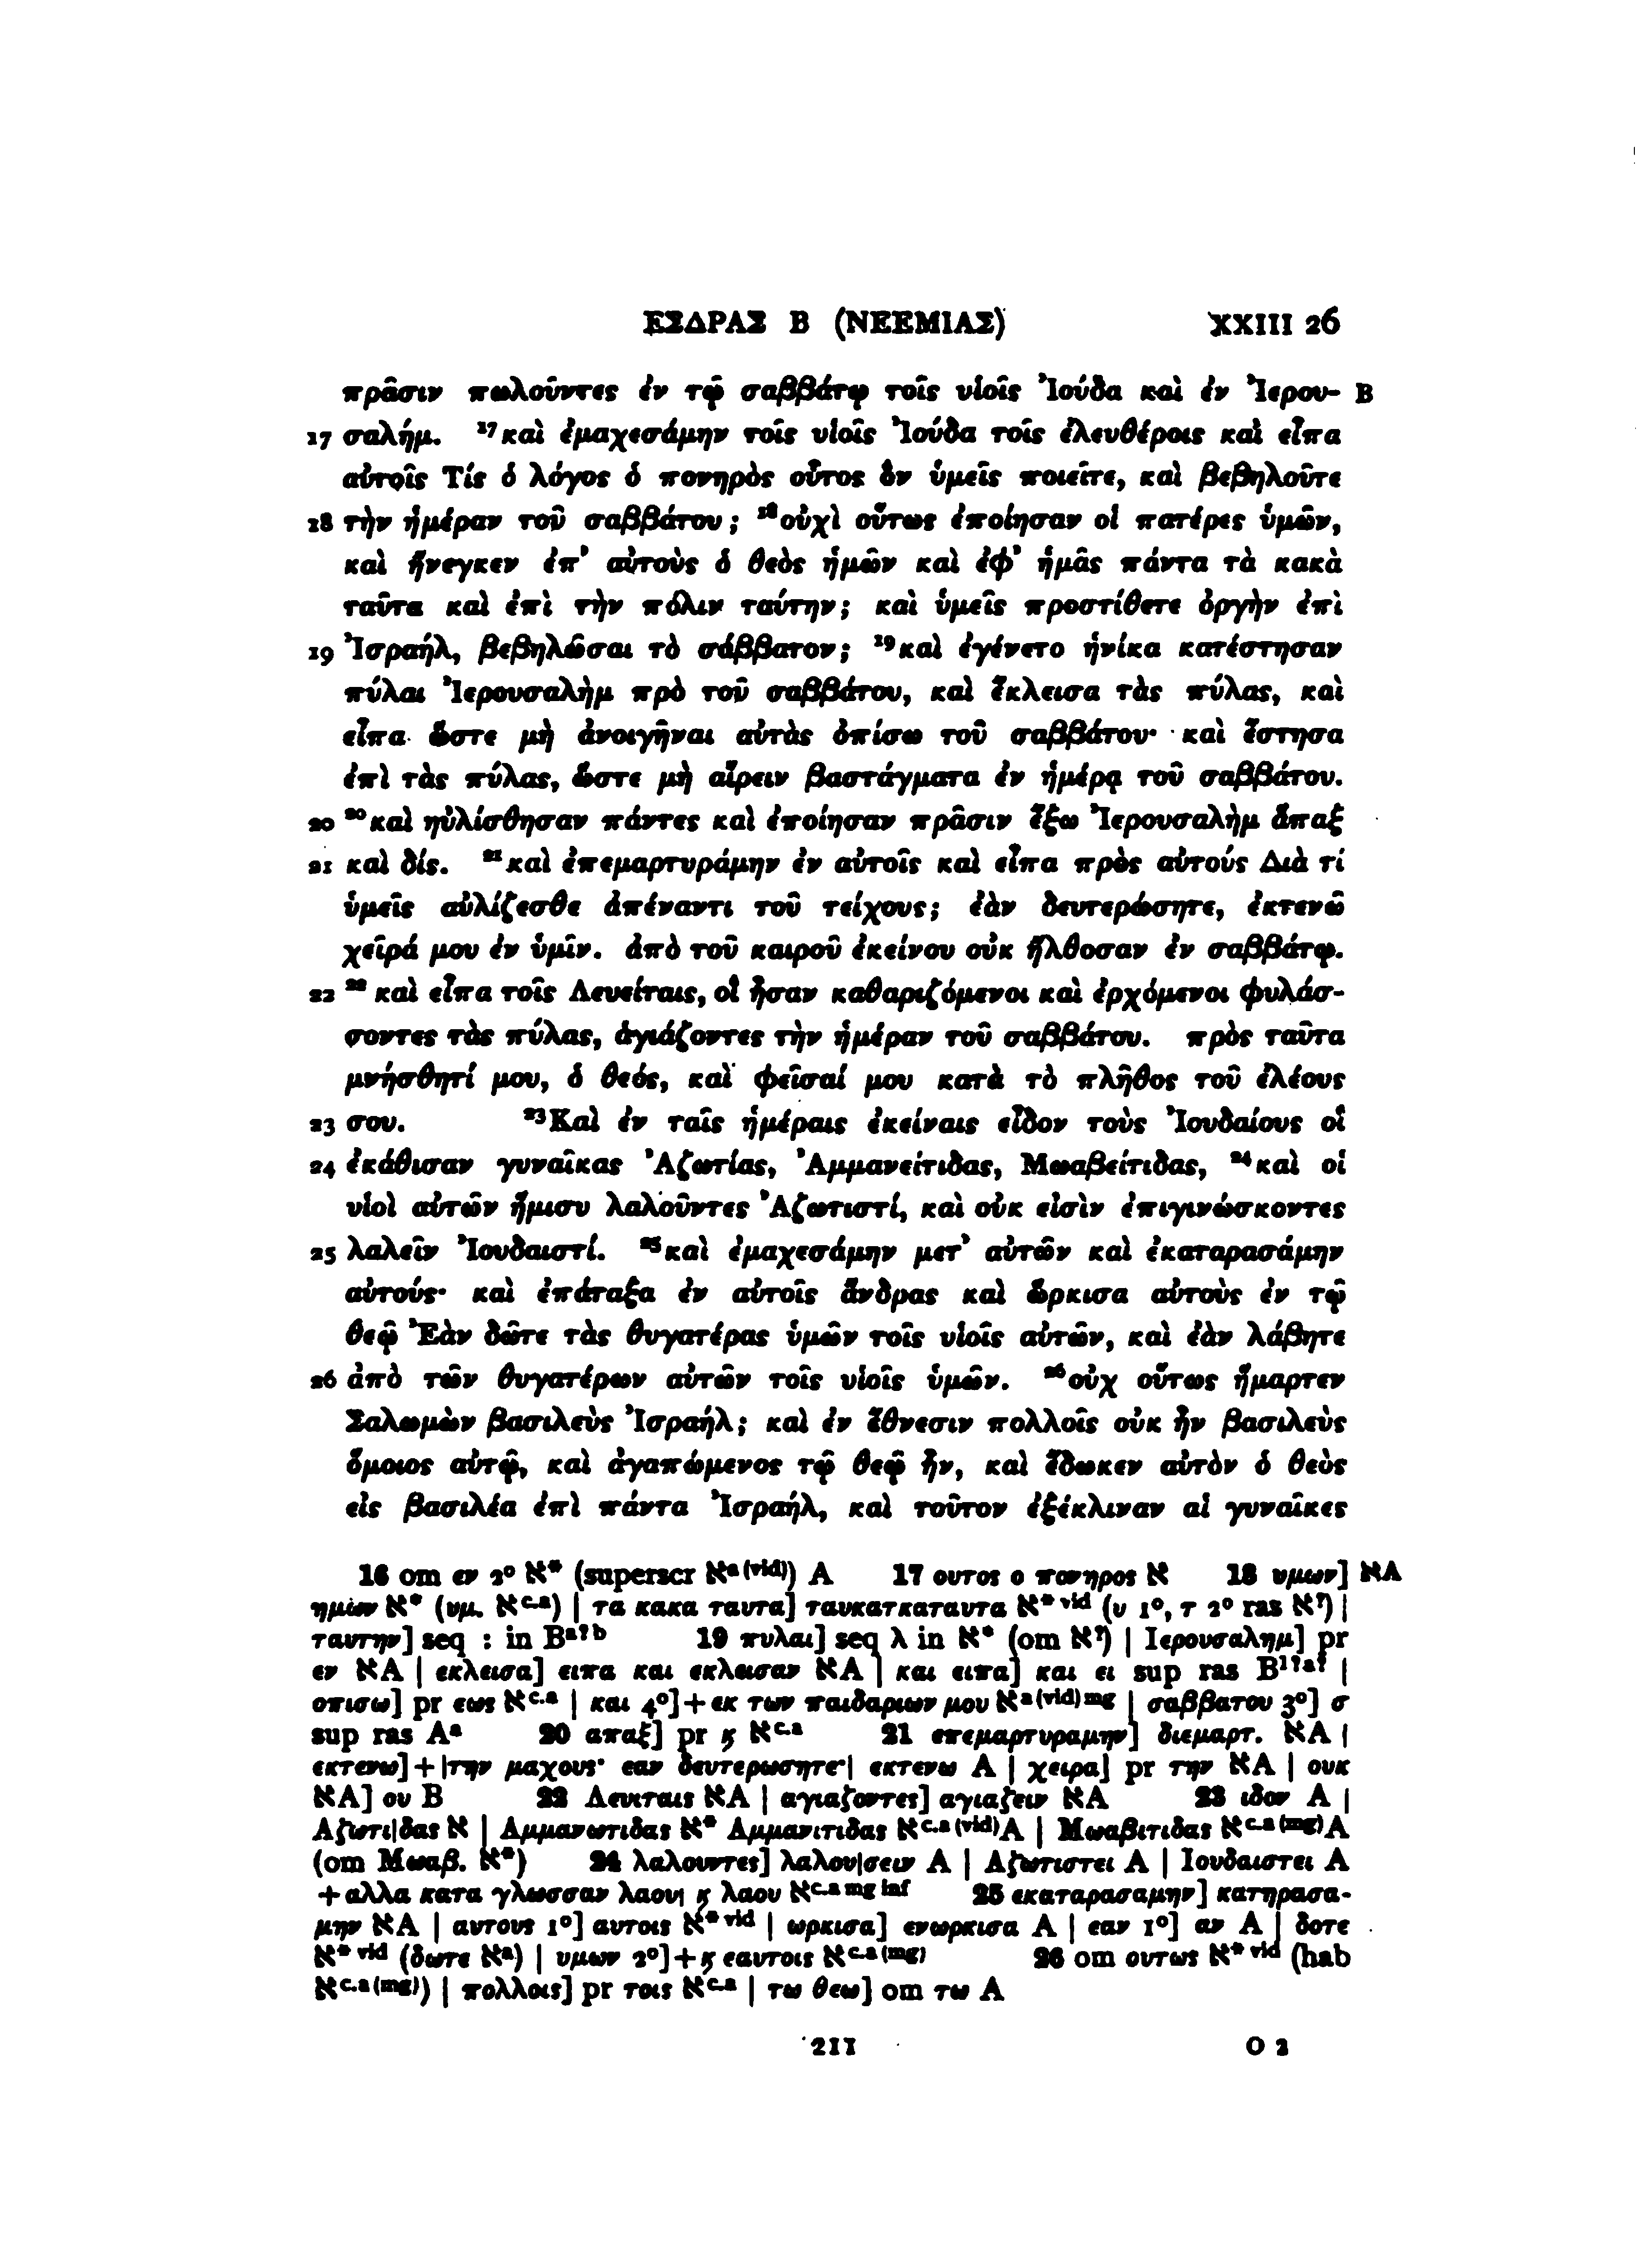 ΕΣΔΡΑΣ Β (ΝΕΕΜΙΑΣ) XXIII 26
πρᾶσιν πωλοῦντες ἐν τῷ σαββάτῳ τοῖς υἱοῖς Ἰούδα καὶ ἐν Ἰερου- B
17 σαλήμ. ¹⁷καὶ ἐμαχεσάμην τοῖς υἱοῖς Ἰούδα τοῖς ἐλευθέροις καὶ εἶπα
αὐτοῖς Τίς ὁ λόγος ὁ πονηρὸς οὗτος ὃν ὑμεῖς ποιεῖτε, καὶ βεβηλοῦτε
18 τὴν ἡμέραν τοῦ σαββάτου; ¹⁸οὐχὶ οὕτως ἐποίησαν οἱ πατέρες ὑμῶν,
καὶ ἤνεγκεν ἐπ᾿ αὐτοὺς ὁ θεὸς ἡμῶν καὶ ἐφ᾿ ἡμᾶς πάντα τὰ κακὰ
ταῦτα καὶ ἐπὶ τὴν πόλιν ταύτην; καὶ ὑμεῖς προστίθετε ὀργὴν ἐπὶ
19 Ἰσραήλ, βεβηλῶσαι τὸ σάββατον; ¹⁹καὶ ἐγένετο ἡνίκα κατέστησαν
πύλαι Ἰερουσαλὴμ πρὸ τοῦ σαββάτου, καὶ ἔκλεισα τὰς πύλας, καὶ
εἶπα ὥστε μὴ ἀνοιγῆναι αὐτὰς ὀπίσω τοῦ σαββάτου· καὶ ἔστησα
ἐπὶ τὰς πύλας, ὥστε μὴ αἴρειν βαστάγματα ἐν ἡμέρᾳ τοῦ σαββάτου.
20 ²⁰καὶ ηὐλίσθησαν πάντες καὶ ἐποίησαν πρᾶσιν ἔξω Ἰερουσαλὴμ ἅπαξ
21 καὶ δίς. ²¹καὶ ἐπεμαρτυράμην ἐν αὐτοῖς καὶ εἶπα πρὸς αὐτούς Διὰ τί
ὑμεῖς αὐλίζεσθε ἀπέναντι τοῦ τείχους; ἐὰν δευτερώσητε, ἐκτενῶ
χεῖρά μου ἐν ὑμῖν. ἀπὸ τοῦ καιροῦ ἐκείνου οὐκ ἤλθοσαν ἐν σαββάτῳ.
22 ²²καὶ εἶπα τοῖς Λευείταις, οἳ ἦσαν καθαριζόμενοι καὶ ἐρχόμενοι φυλάσ-
σοντες τὰς πύλας, ἁγιάζοντες τὴν ἡμέραν τοῦ σαββάτου. πρὸς ταῦτα
μνήσθητί μου, ὁ θεός, καὶ φεῖσαί μου κατὰ τὸ πλῆθος τοῦ ἐλέους
23 σου. ²³Καὶ ἐν ταῖς ἡμέραις ἐκείναις εἶδον τοὺς Ἰουδαίους οἳ
24 ἐκάθισαν γυναῖκας Ἀζωτίας, Ἀμμανείτιδας, Μωαβείτιδας, ²⁴καὶ οἱ
υἱοὶ αὐτῶν ἥμισυ λαλοῦντες Ἀζωτιστί, καὶ οὐκ εἰσὶν ἐπιγινώσκοντες
25 λαλεῖν Ἰουδαιστί. ²⁵καὶ ἐμαχεσάμην μετ᾿ αὐτῶν καὶ ἐκαταρασάμην
αὐτούς· καὶ ἐπάταξα ἐν αὐτοῖς ἄνδρας καὶ ὥρκισα αὐτοὺς ἐν τῷ
θεῷ Ἐὰν δῶτε τὰς θυγατέρας ὑμῶν τοῖς υἱοῖς αὐτῶν, καὶ ἐὰν λάβητε
26 ἀπὸ τῶν θυγατέρων αὐτῶν τοῖς υἱοῖς ὑμῶν. ²⁶οὐχ οὕτως ἥμαρτεν
Σαλωμὼν βασιλεὺς Ἰσραήλ; καὶ ἐν ἔθνεσιν πολλοῖς οὐκ ἦν βασιλεὺς
ὅμοιος αὐτῷ, καὶ ἀγαπώμενος τῷ θεῷ ἦν, καὶ ἔδωκεν αὐτὸν ὁ θεὸς
εἰς βασιλέα ἐπὶ πάντα Ἰσραήλ, καὶ τοῦτον ἐξέκλιναν αἱ γυναῖκες
16 om εν 2° א* (superscr אᵃ⁽ᵛⁱᵈ⁾) A 17 ουτος ο πονηρος א 18 υμων] אA
ημων א* (υμ. אᶜ·ᵃ) | τα κακα ταυτα] ταυκατκαταυτα א*ᵛⁱᵈ (υ 1°, τ 2° ras א?) |
ταυτην] seq : in Bᵃ?ᵇ 19 πυλαι] seq λ in א* (om א?) | Ιερουσαλημ] pr
εν אA | εκλεισα] ειπα και εκλεισαν אA | και ειπα] και ει sup ras B¹?ᵃ? |
οπισω] pr εως אᶜ·ᵃ | και 4°]+εκ των παιδαριων μου אᵃ⁽ᵛⁱᵈ⁾ᵐᵍ | σαββατου 3°] σ
sup ras Aᵃ 20 απαξ] pr ϗ אᶜ·ᵃ 21 επεμαρτυραμην] διεμαρτ. אA |
εκτενω]+|την μαχους· εαν δευτερωσητε·| εκτενω A | χειρα] pr την אA | ουκ
אA] ου B 22 Λευιταις אA | αγιαζοντες] αγιαζειν אA 23 ιδον A |
Αζωτι|δας א | Αμμανωτιδας א* Αμμανιτιδας אᶜ·ᵃ⁽ᵛⁱᵈ⁾A | Μωαβιτιδας אᶜ·ᵃ⁽ᵐᵍ⁾A
(om Μωαβ. א*) 24 λαλουντες] λαλου|σειν A | Αζωτιστει A | Ιουδαιστει A
+αλλα κατα γλωσσαν λαου| ϗ λαου אᶜ·ᵃ ᵐᵍ ⁱⁿᶠ 25 εκαταρασαμην] κατηρασα-
μην אA | αυτους 1°] αυτοις א*ᵛⁱᵈ | ωρκισα] ενωρκισα A | εαν 1°] αν A | δοτε
א*ᵛⁱᵈ (δωτε אᵃ) | υμων 2°]+ϗ εαυτοις אᶜ·ᵃ⁽ᵐᵍ⁾ 26 om ουτως א*ᵛⁱᵈ (hab
אᶜ·ᵃ⁽ᵐᵍ⁾) | πολλοις] pr τοις אᶜ·ᵃ | τω θεω] om τω A
211 O 2